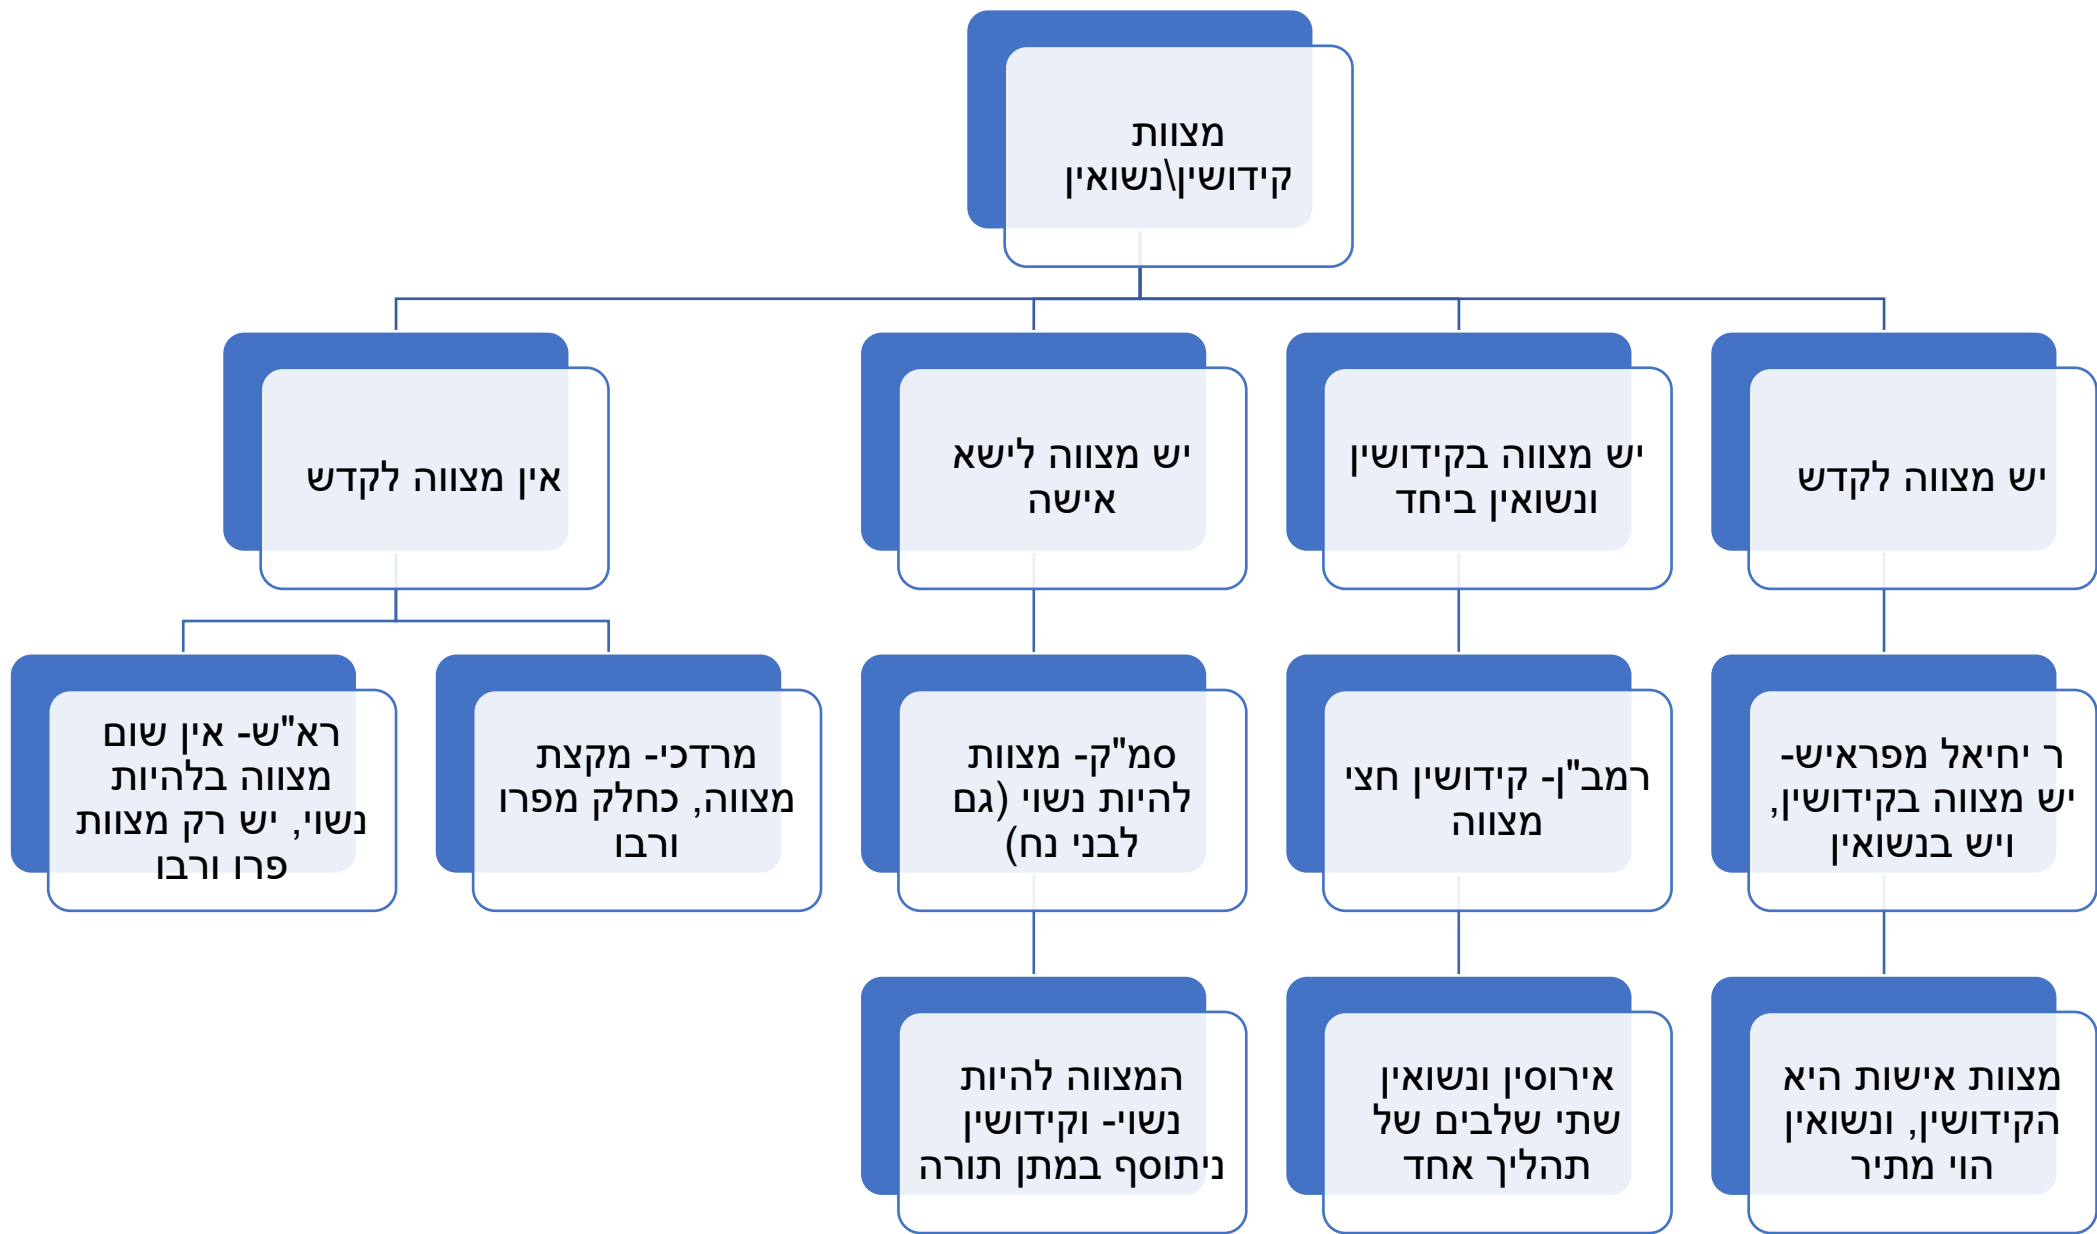 מצוות
קידושין\נשואין
יש מצווה לקדש
יש מצווה בקידושין
ונשואין ביחד
יש מצווה לישא
אישה
אין מצווה לקדש
ר יחיאל מפראיש-
יש מצווה בקידושין,
ויש בנשואין
רמב"ן- קידושין חצי
מצווה
סמ"ק- מצוות
להיות נשוי (גם
לבני נח)
מרדכי- מקצת
מצווה, כחלק מפרו
ורבו
רא"ש- אין שום
מצווה בלהיות
נשוי, יש רק מצוות
פרו ורבו
מצוות אישות היא
הקידושין, ונשואין
הוי מתיר
אירוסין ונשואין
שתי שלבים של
תהליך אחד
המצווה להיות
נשוי- וקידושין
ניתוסף במתן תורה